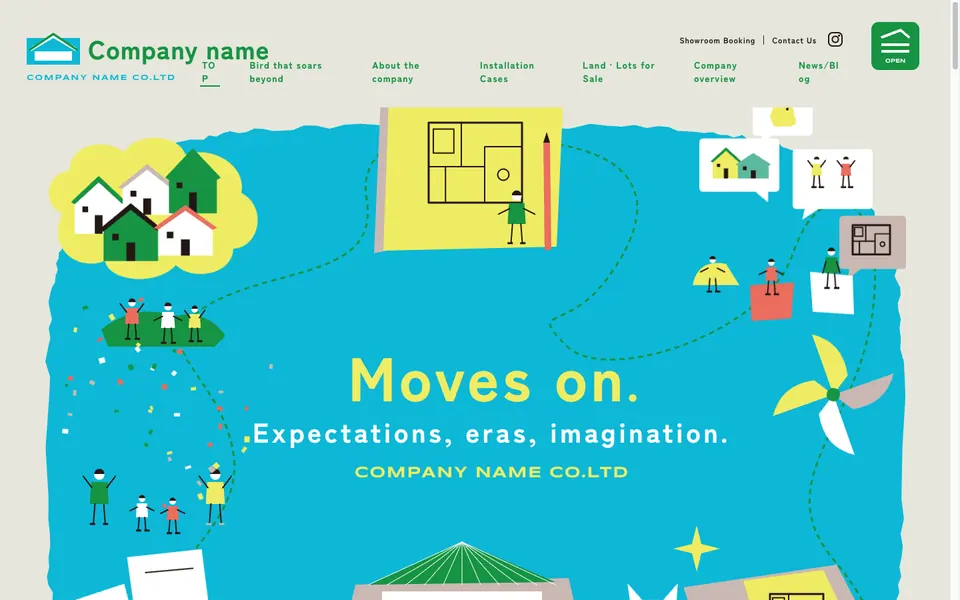 Company name
COMPANY NAME CO.LTD
Showroom Booking | Contact Us
OPEN
TO
P
Bird that soars
beyond
About the
company
Installation
Cases
Land · Lots for
Sale
Company
overview
News/Bl
og
Moves on.
Expectations, eras, imagination.
COMPANY NAME CO.LTD